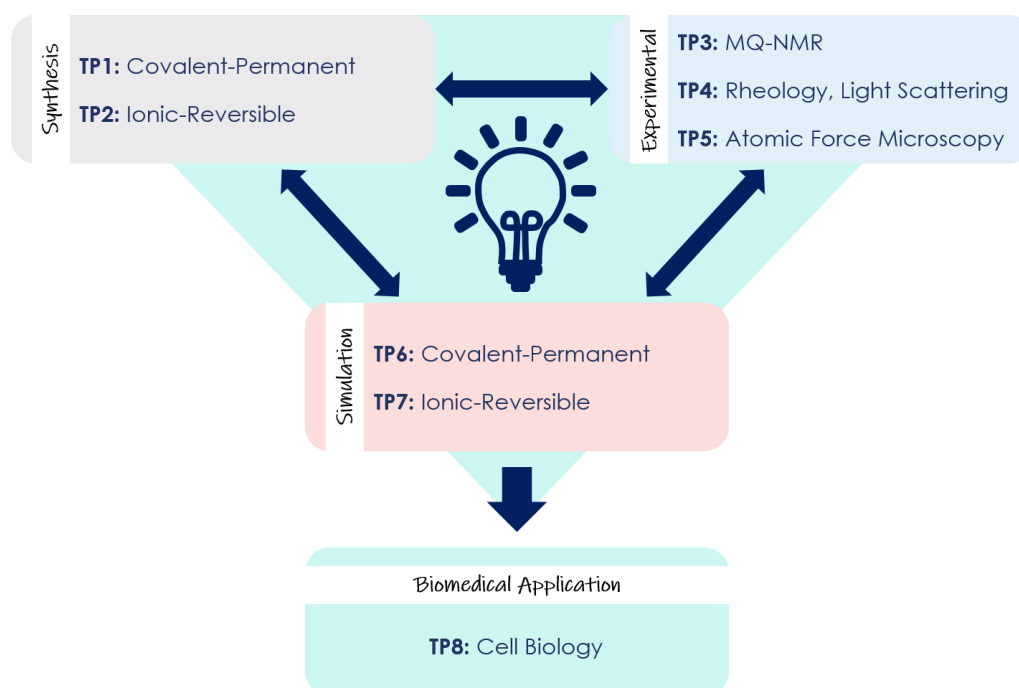 Synthesis
TP1: Covalent-Permanent
TP2: Ionic-Reversible
Experimental
TP3: MQ-NMR
TP4: Rheology, Light Scattering
TP5: Atomic Force Microscopy
Simulation
TP6: Covalent-Permanent
TP7: Ionic-Reversible
Biomedical Application
TP8: Cell Biology